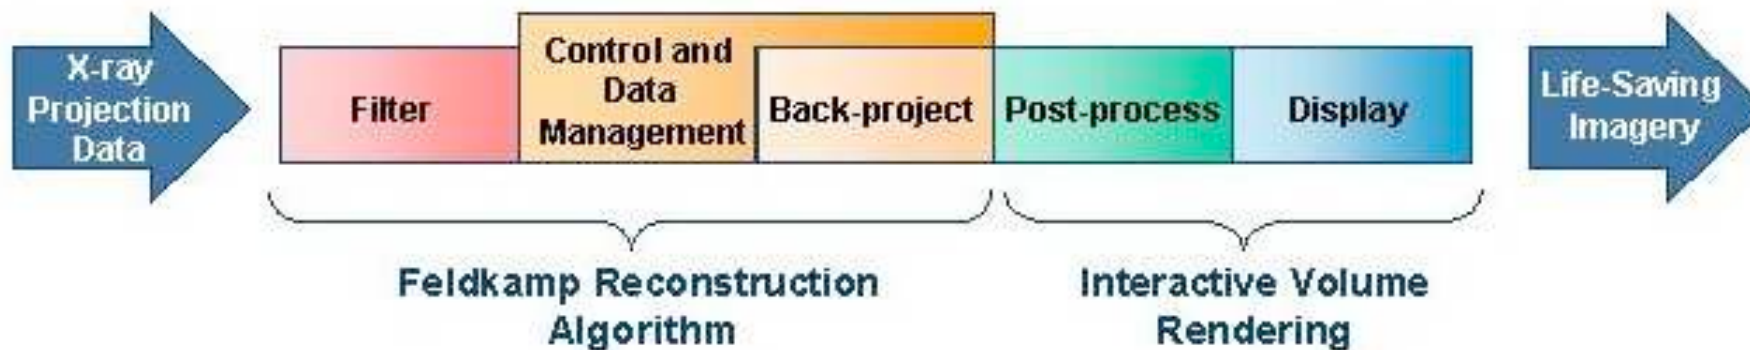 X-ray
Projection
Data
Filter
Control and
Data
Management
Back-project
Post-process
Display
Life-Saving
Imagery
Feldkamp Reconstruction
Algorithm
Interactive Volume
Rendering